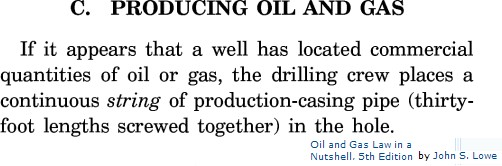 C. PRODUCING OIL AND GAS
If it appears that a well has located commercial
quantities of oil or gas, the drilling crew places a
continuous string of production-casing pipe (thirty-
foot lengths screwed together) in the hole.
Oil and Gas Law in a
Nutshell, 5th Edition by John S. Lowe